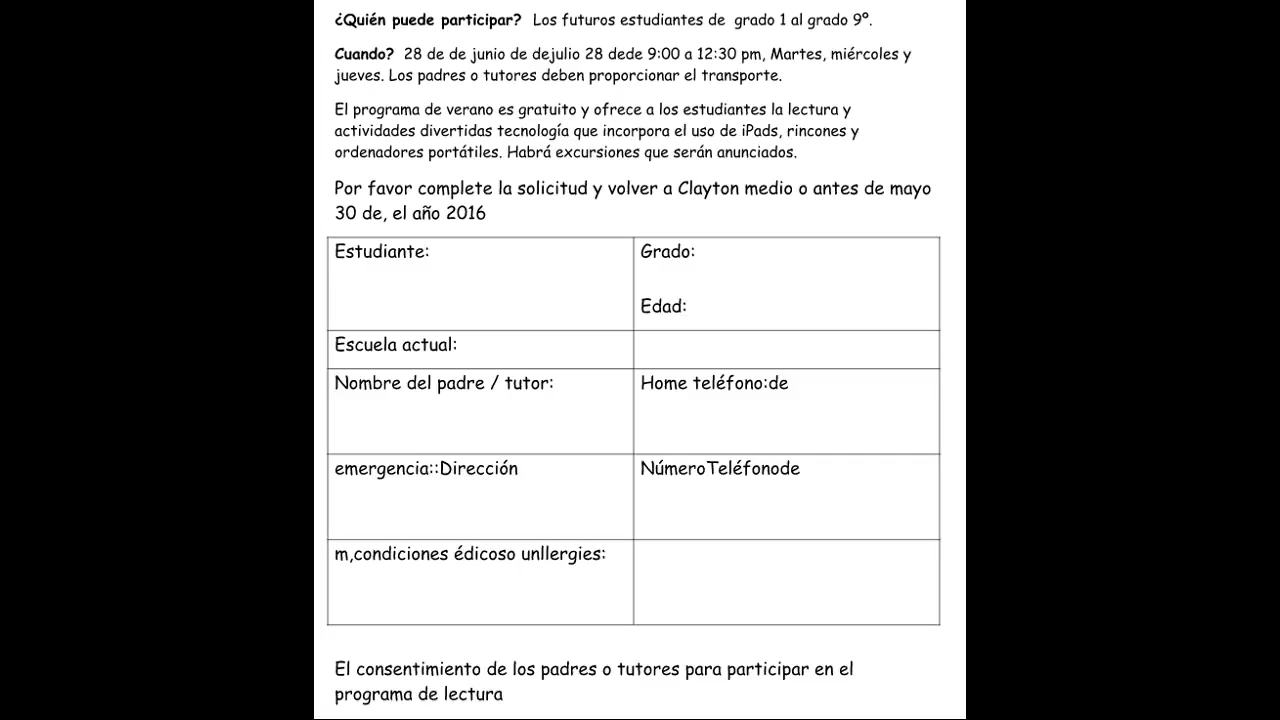 ¿Quién puede participar? Los futuros estudiantes de grado 1 al grado 9º.
Cuando? 28 de de junio de dejulio 28 dede 9:00 a 12:30 pm, Martes, miércoles y
jueves. Los padres o tutores deben proporcionar el transporte.
El programa de verano es gratuito y ofrece a los estudiantes la lectura y
actividades divertidas tecnología que incorpora el uso de iPads, rincones y
ordenadores portátiles. Habrá excursiones que serán anunciados.
Por favor complete la solicitud y volver a Clayton medio o antes de mayo
30 de, el año 2016
Estudiante:
Grado:
Edad:
Escuela actual:
Nombre del padre / tutor:
Home teléfono:de
emergencia::Dirección
NúmeroTeléfonode
m,condiciones édicoso unllergies:
El consentimiento de los padres o tutores para participar en el
programa de lectura